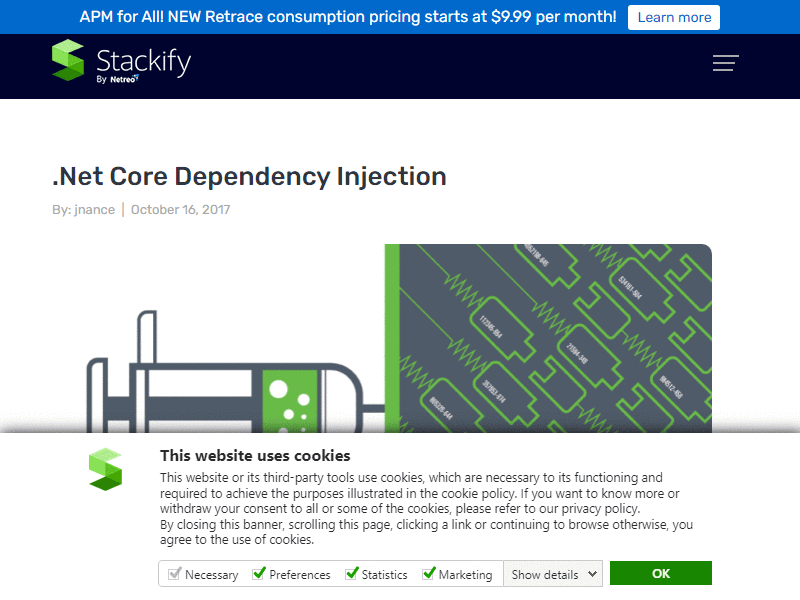 APM for All! NEW Retrace consumption pricing starts at $9.99 per month! Learn more
Stackify
By Netreo
.Net Core Dependency Injection
By: jnance | October 16, 2017
This website uses cookies
This website or its third-party tools use cookies, which are necessary to its functioning and
required to achieve the purposes illustrated in the cookie policy. If you want to know more or
withdraw your consent to all or some of the cookies, please refer to our privacy policy.
By closing this banner, scrolling this page, clicking a link or continuing to browse otherwise, you
agree to the use of cookies.
Necessary Preferences Statistics Marketing Show details OK